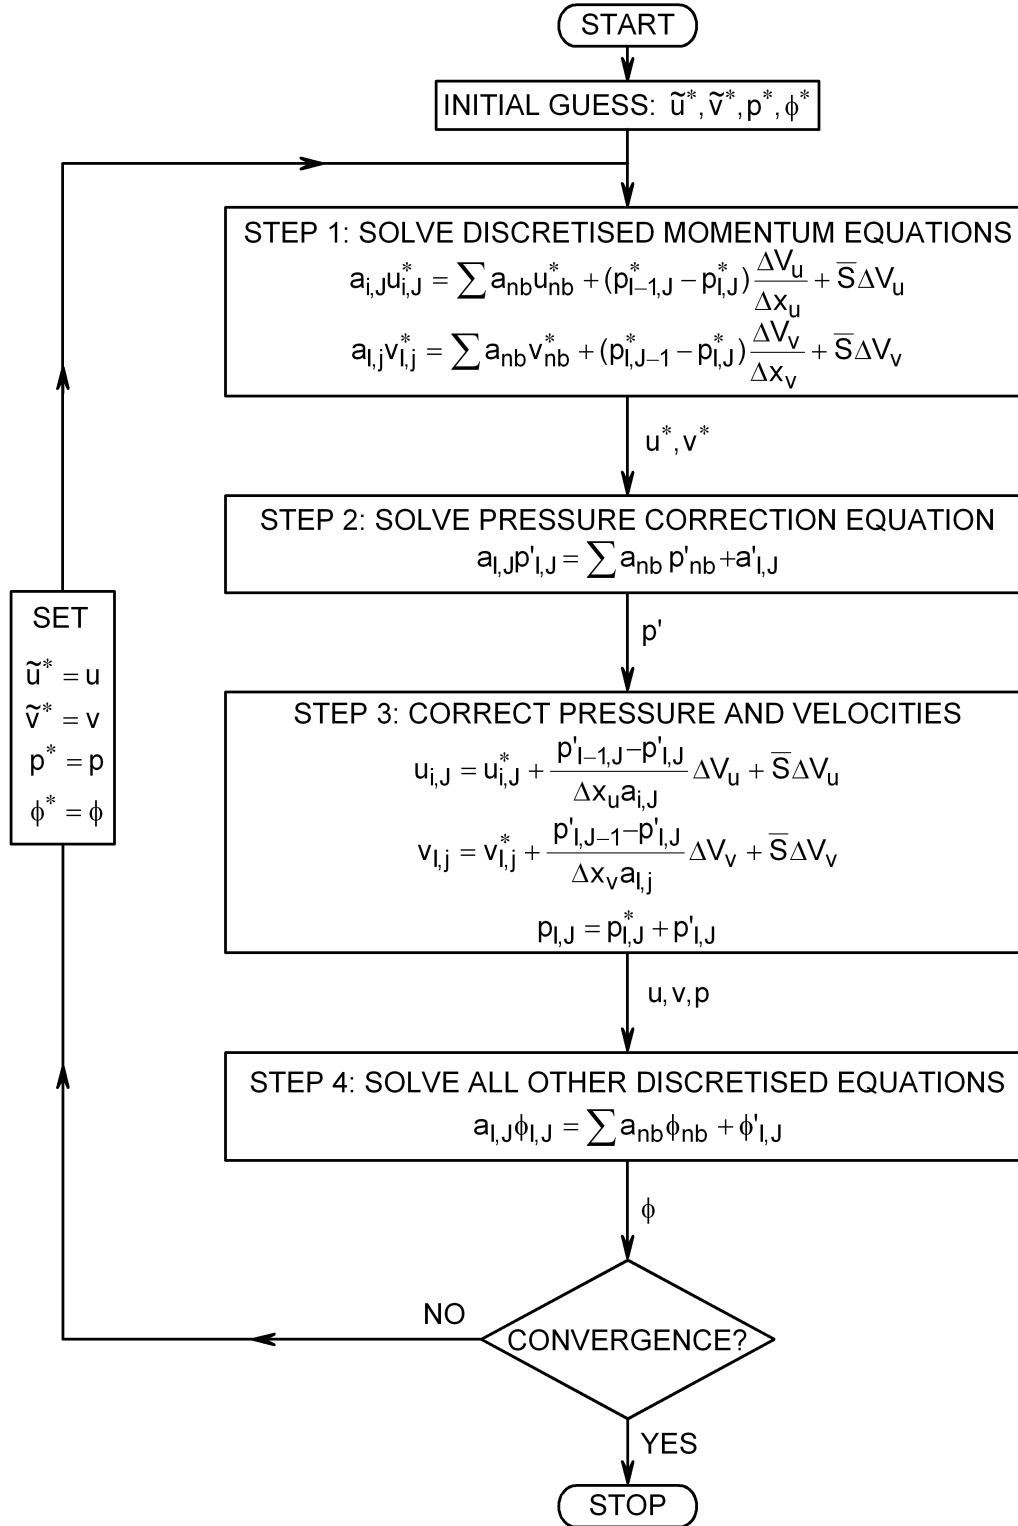 START
INITIAL GUESS: ũ*, ṽ*, p*, ϕ*
STEP 1: SOLVE DISCRETISED MOMENTUM EQUATIONS
a_{i,J}u*_{i,J} = ∑a_{nb}u*_{nb} + (p*_{I−1,J} − p*_{I,J}) ΔV_u/Δx_u + S̅ΔV_u
a_{I,j}v*_{I,j} = ∑a_{nb}v*_{nb} + (p*_{I,J−1} − p*_{I,J}) ΔV_v/Δx_v + S̅ΔV_v
u*, v*
STEP 2: SOLVE PRESSURE CORRECTION EQUATION
a_{I,J}p'_{I,J} = ∑a_{nb} p'_{nb} + a'_{I,J}
p'
STEP 3: CORRECT PRESSURE AND VELOCITIES
u_{i,J} = u*_{i,J} + (p'_{I−1,J} − p'_{I,J})/(Δx_u a_{i,J}) ΔV_u + S̅ΔV_u
v_{I,j} = v*_{I,j} + (p'_{I,J−1} − p'_{I,J})/(Δx_v a_{I,j}) ΔV_v + S̅ΔV_v
p_{I,J} = p*_{I,J} + p'_{I,J}
u, v, p
STEP 4: SOLVE ALL OTHER DISCRETISED EQUATIONS
a_{I,J}ϕ_{I,J} = ∑a_{nb}ϕ_{nb} + ϕ'_{I,J}
ϕ
CONVERGENCE?
NO
SET
ũ* = u
ṽ* = v
p* = p
ϕ* = ϕ
YES
STOP